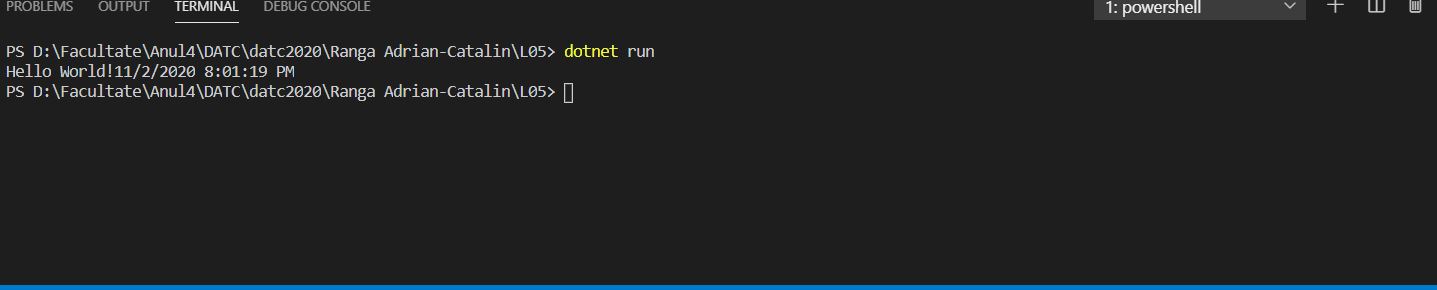 PROBLEMS OUTPUT TERMINAL DEBUG CONSOLE 1: powershell
PS D:\Facultate\Anul4\DATC\datc2020\Ranga Adrian-Catalin\L05> dotnet run
Hello World!11/2/2020 8:01:19 PM
PS D:\Facultate\Anul4\DATC\datc2020\Ranga Adrian-Catalin\L05>